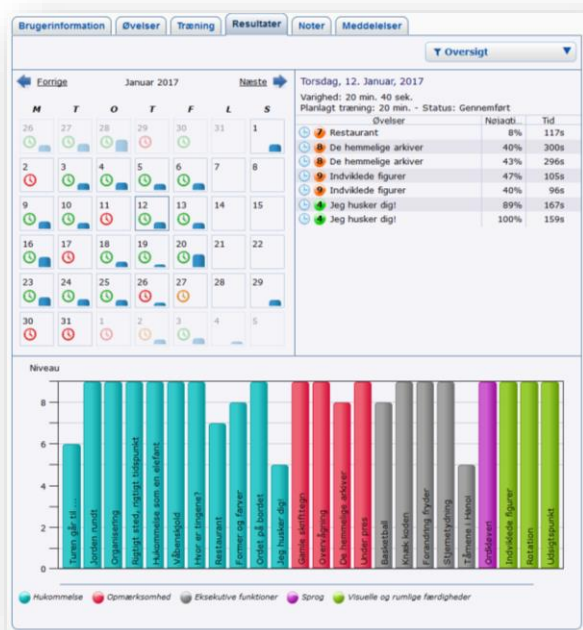 Brugerinformation Øvelser Træning Resultater Noter Meddelelser
Oversigt
Forrige Januar 2017 Næste
M T O T F L S
26 27 28 29 30 31 1
2 3 4 5 6 7 8
9 10 11 12 13 14 15
16 17 18 19 20 21 22
23 24 25 26 27 28 29
30 31 1 2 3 4 5
Torsdag, 12. Januar, 2017
Varighed: 20 min. 40 sek.
Planlagt træning: 20 min. - Status: Gennemført
Øvelser Nøjagti... Tid
7 Restaurant 8% 117s
8 De hemmelige arkiver 40% 300s
8 De hemmelige arkiver 43% 296s
9 Indviklede figurer 47% 105s
9 Indviklede figurer 40% 96s
4 Jeg husker dig! 89% 167s
4 Jeg husker dig! 100% 159s
Niveau
8
6
4
2
0
Turen går til
Jorden rundt
Organisering
Rigtigt sted, rigtigt tidspunkt
Hukommelse som en elefant
Våbenskjold
Hvor er tingene?
Restaurant
Former og farver
Ordet på bordet
Jeg husker dig!
Gamle skrifttegn
Overvågning
De hemmelige arkiver
Under pres
Basketball
Knæk koden
Forandring fryder
Stjernetydning
Tårnene i Hanoi
Ordkløven
Indviklede figurer
Rotation
Udsigtspunkt
Hukommelse Opmærksomhed Eksekutive funktioner Sprog Visuelle og rumlige færdigheder